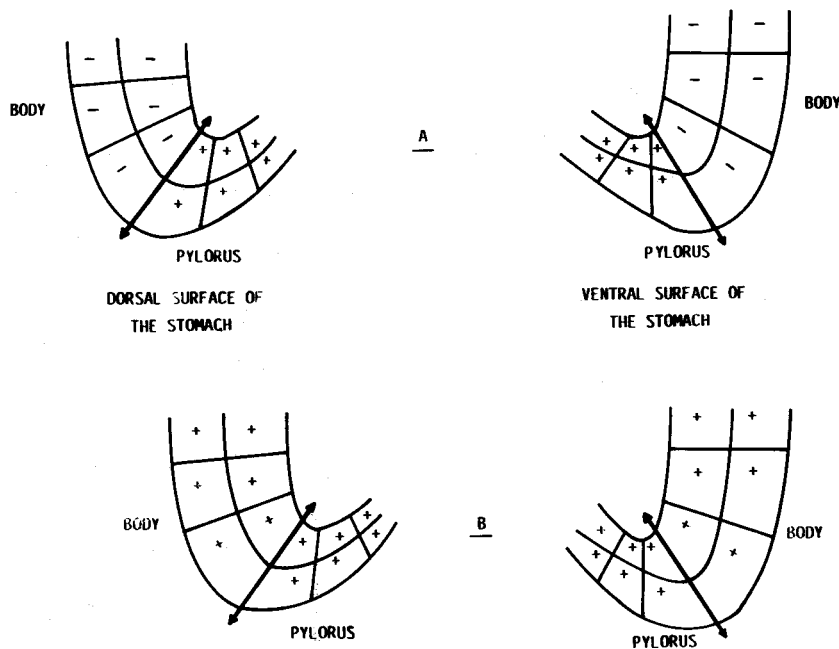 BODY
A
BODY
PYLORUS
PYLORUS
DORSAL SURFACE OF
THE STOMACH
VENTRAL SURFACE OF
THE STOMACH
BODY
B
BODY
PYLORUS
PYLORUS